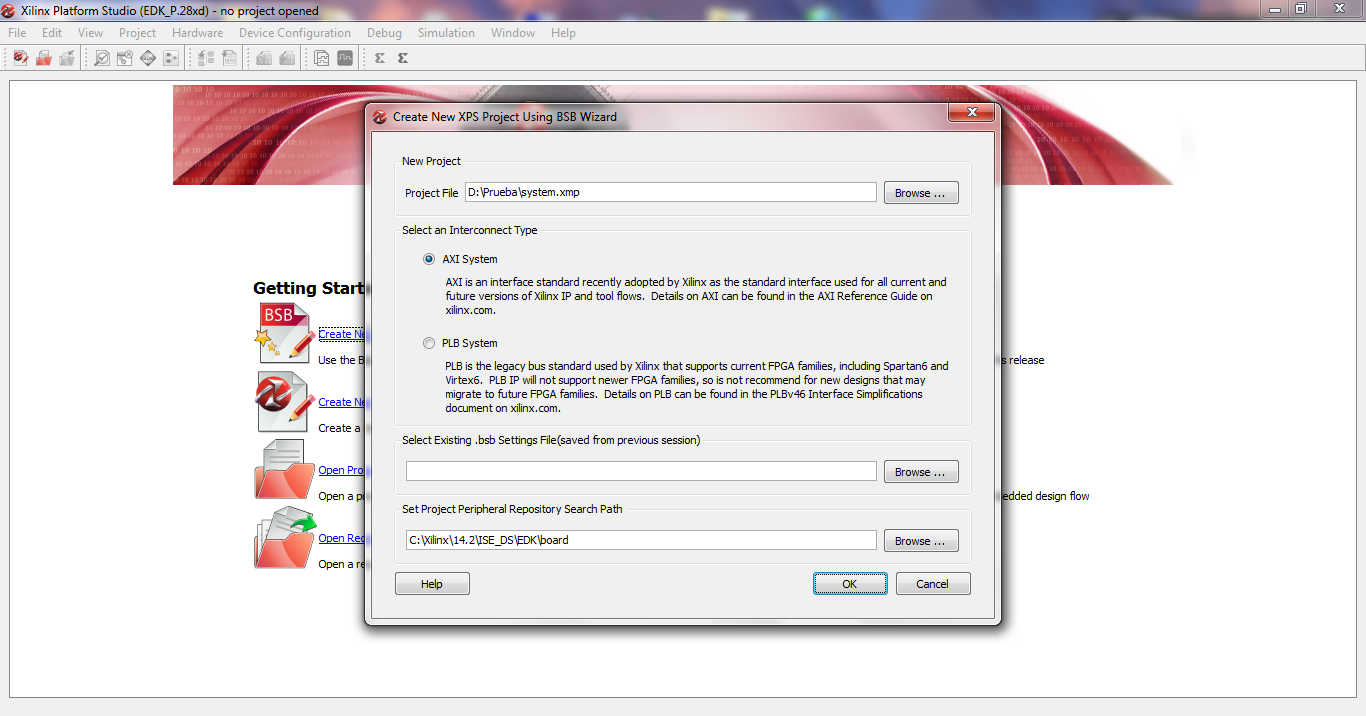 Xilinx Platform Studio (EDK_P.28xd) - no project opened
File Edit View Project Hardware Device Configuration Debug Simulation Window Help
Create New XPS Project Using BSB Wizard
New Project
Project File D:\Prueba\system.xmp Browse ...
Select an Interconnect Type
AXI System
AXI is an interface standard recently adopted by Xilinx as the standard interface used for all current and
future versions of Xilinx IP and tool flows. Details on AXI can be found in the AXI Reference Guide on
xilinx.com.
PLB System
PLB is the legacy bus standard used by Xilinx that supports current FPGA families, including Spartan6 and
Virtex6. PLB IP will not support newer FPGA families, so is not recommend for new designs that may
migrate to future FPGA families. Details on PLB can be found in the PLBv46 Interface Simplifications
document on xilinx.com.
Select Existing .bsb Settings File(saved from previous session)
Browse ...
Set Project Peripheral Repository Search Path
C:\Xilinx\14.2\ISE_DS\EDK\board Browse ...
Help OK Cancel
Getting Start
BSB
Create Ne
Use the B
s release
Create Ne
Create a
Open Pro
Open a p
edded design flow
Open Rec
Open a re